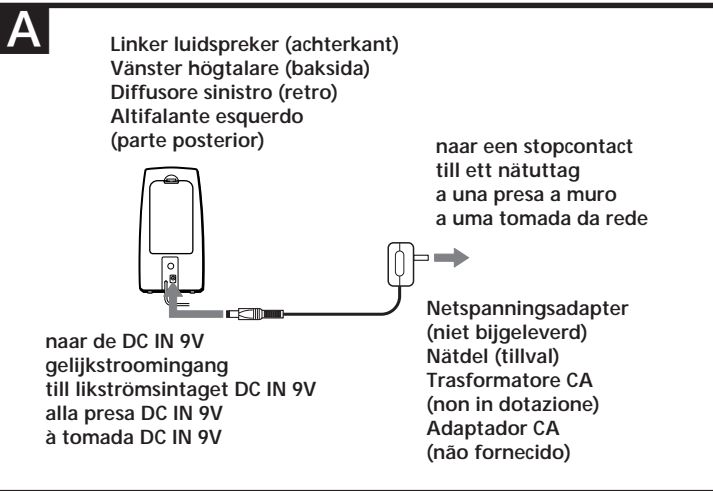 A
Linker luidspreker (achterkant)
Vänster högtalare (baksida)
Diffusore sinistro (retro)
Altifalante esquerdo
(parte posterior)
naar een stopcontact
till ett nätuttag
a una presa a muro
a uma tomada da rede
naar de DC IN 9V
gelijkstroomingang
till likströmsintaget DC IN 9V
alla presa DC IN 9V
à tomada DC IN 9V
Netspanningsadapter
(niet bijgeleverd)
Nätdel (tillval)
Trasformatore CA
(non in dotazione)
Adaptador CA
(não fornecido)